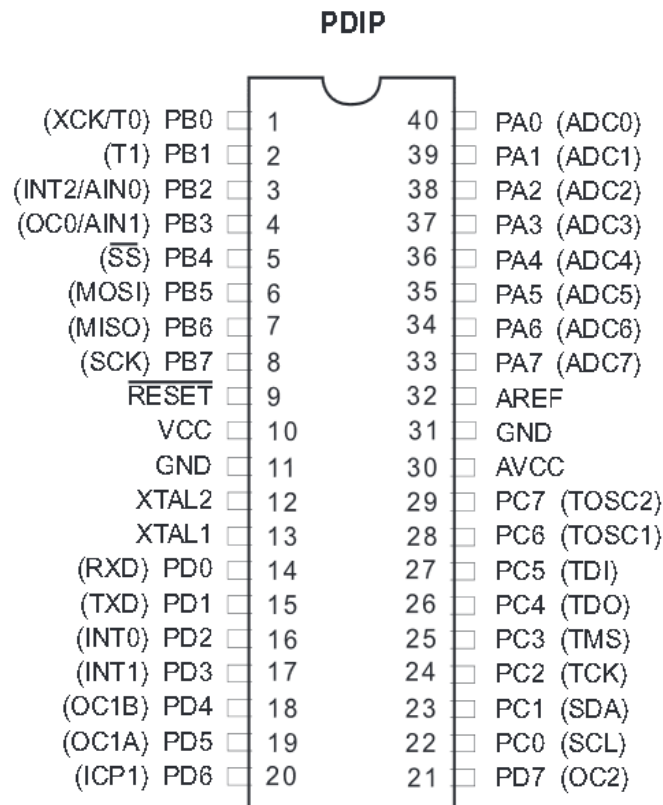 PDIP
(XCK/T0) PB0 1 40 PA0 (ADC0)
(T1) PB1 2 39 PA1 (ADC1)
(INT2/AIN0) PB2 3 38 PA2 (ADC2)
(OC0/AIN1) PB3 4 37 PA3 (ADC3)
(SS) PB4 5 36 PA4 (ADC4)
(MOSI) PB5 6 35 PA5 (ADC5)
(MISO) PB6 7 34 PA6 (ADC6)
(SCK) PB7 8 33 PA7 (ADC7)
RESET 9 32 AREF
VCC 10 31 GND
GND 11 30 AVCC
XTAL2 12 29 PC7 (TOSC2)
XTAL1 13 28 PC6 (TOSC1)
(RXD) PD0 14 27 PC5 (TDI)
(TXD) PD1 15 26 PC4 (TDO)
(INT0) PD2 16 25 PC3 (TMS)
(INT1) PD3 17 24 PC2 (TCK)
(OC1B) PD4 18 23 PC1 (SDA)
(OC1A) PD5 19 22 PC0 (SCL)
(ICP1) PD6 20 21 PD7 (OC2)